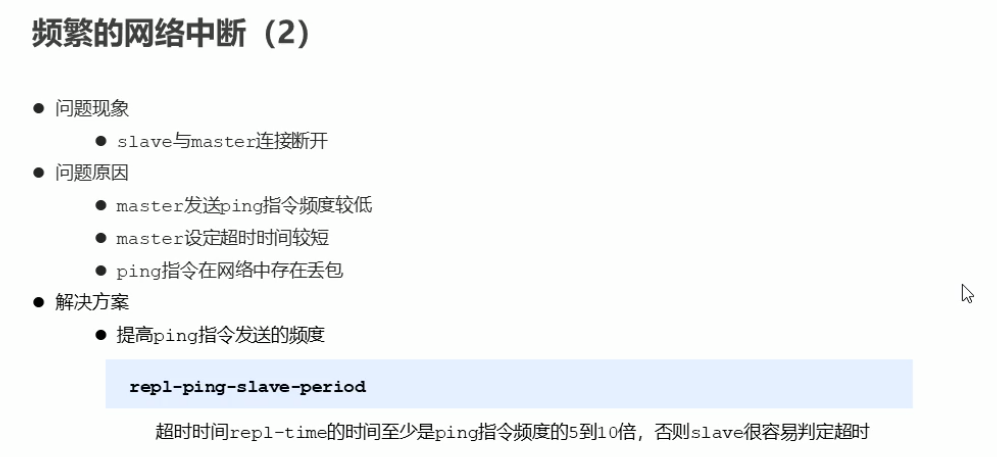 频繁的网络中断（2）
● 问题现象
● slave与master连接断开
● 问题原因
● master发送ping指令频度较低
● master设定超时时间较短
● ping指令在网络中存在丢包
● 解决方案
● 提高ping指令发送的频度
repl-ping-slave-period
超时时间repl-time的时间至少是ping指令频度的5到10倍，否则slave很容易判定超时